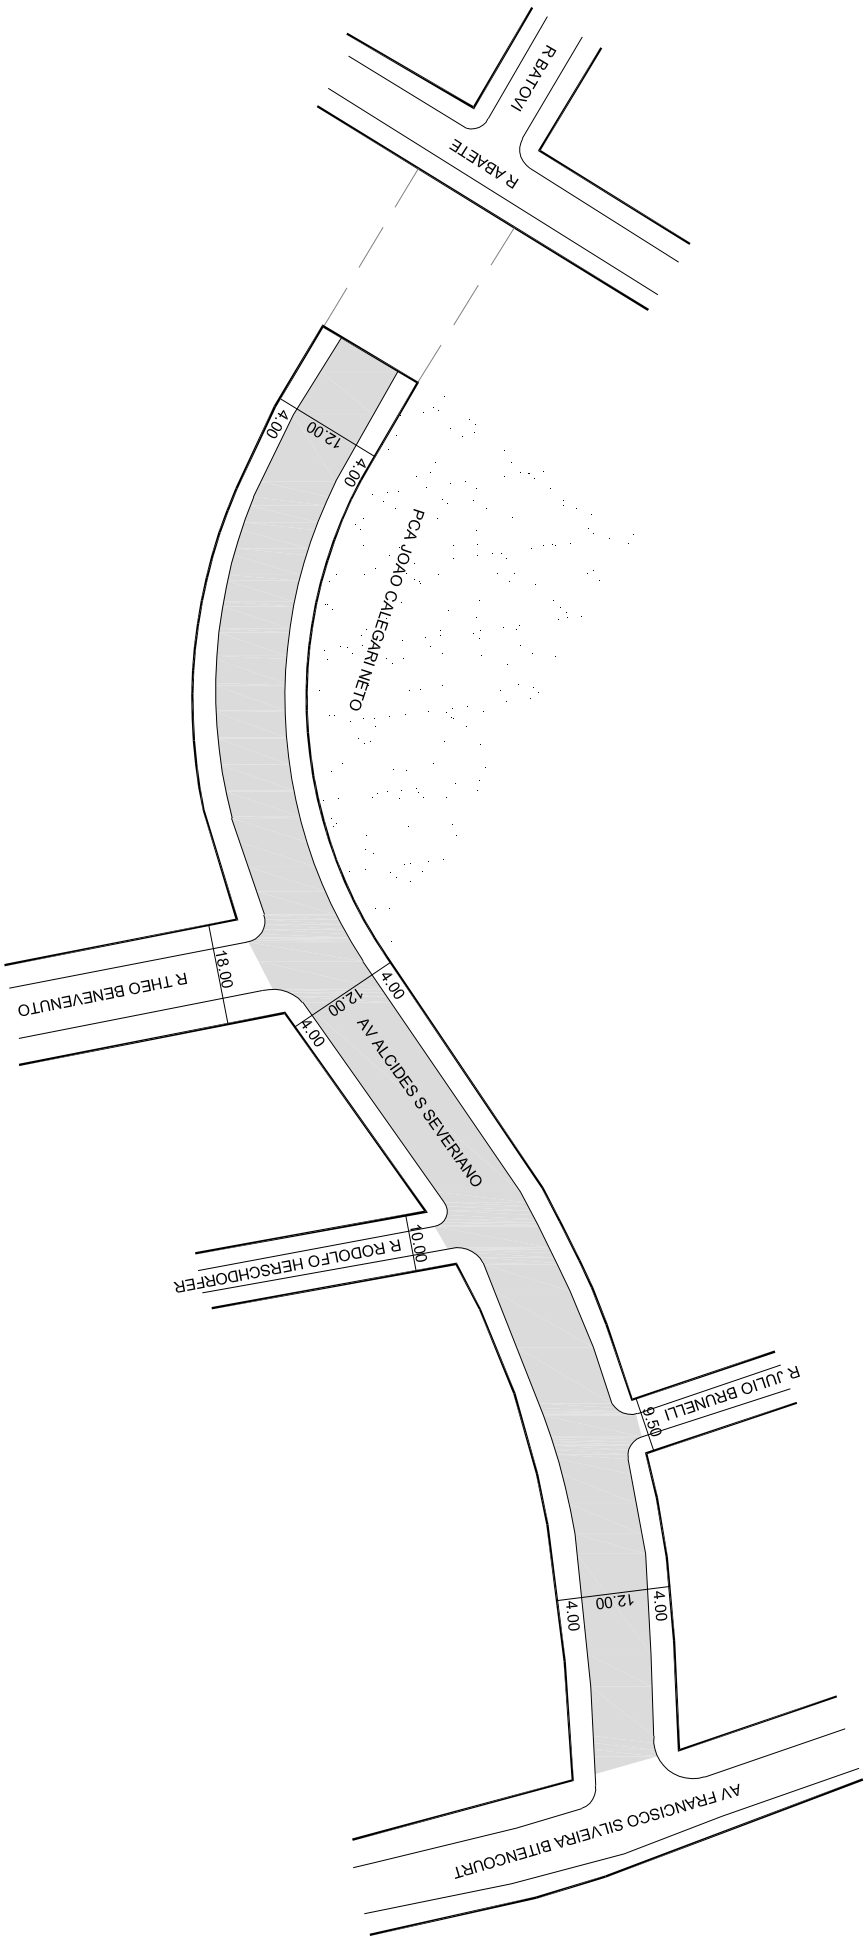 R BATOVI
R ABAETE
4.00
12.00
4.00
PCA JOAO CALEGARI NETO
R THEO BENEVENUTO
18.00
4.00
12.00
4.00
AV ALCIDES S SEVERIANO
R RODOLFO HERSCHDORFER
10.00
R JULIO BRUNELLI
9.50
4.00
12.00
4.00
AV FRANCISCO SILVEIRA BITENCOURT